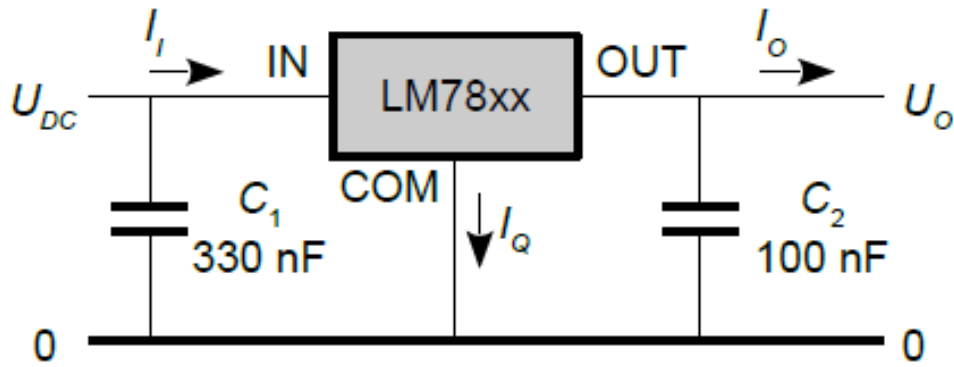 I_I
IN
OUT
I_O
U_DC
LM78xx
U_O
COM
C_1
330 nF
I_Q
C_2
100 nF
0
0